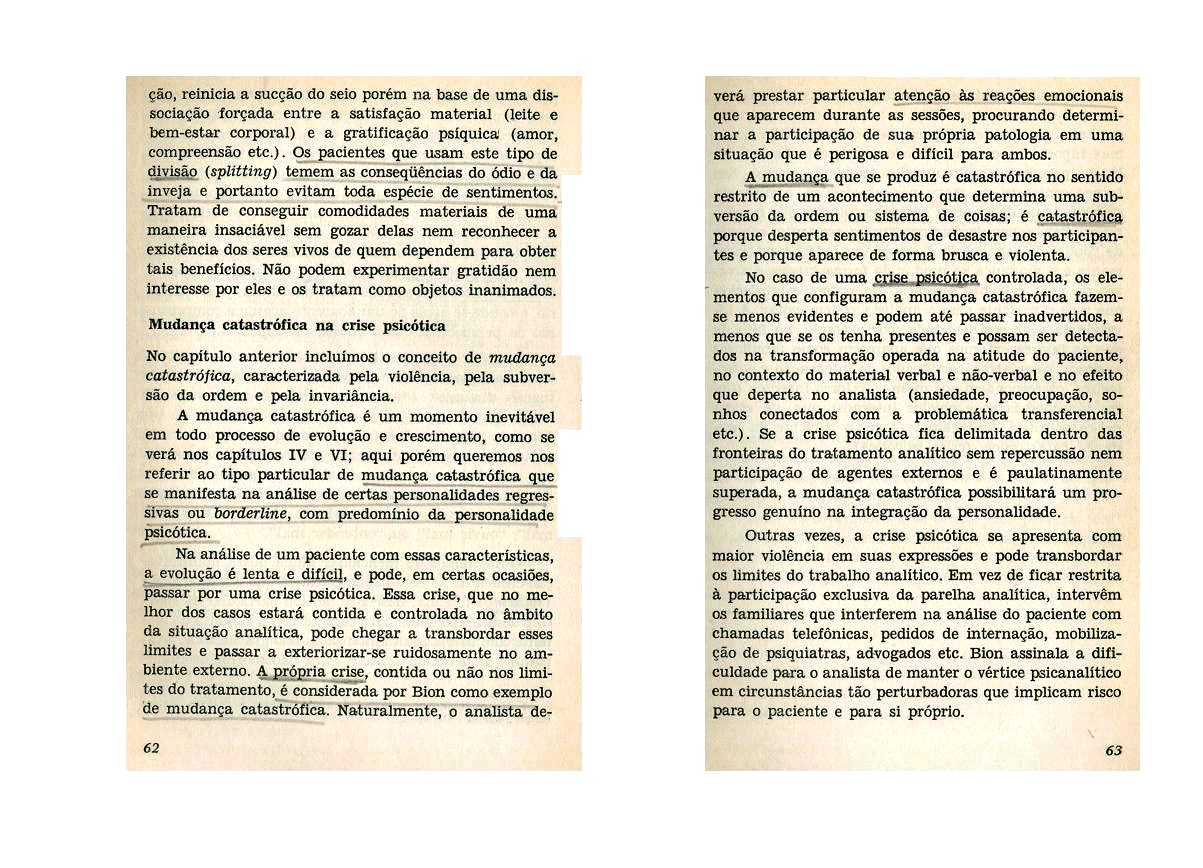 ção, reinicia a sucção do seio porém na base de uma dis-
sociação forçada entre a satisfação material (leite e
bem-estar corporal) e a gratificação psíquica (amor,
compreensão etc.). Os pacientes que usam este tipo de
divisão (splitting) temem as conseqüências do ódio e da
inveja e portanto evitam toda espécie de sentimentos.
Tratam de conseguir comodidades materiais de uma
maneira insaciável sem gozar delas nem reconhecer a
existência dos seres vivos de quem dependem para obter
tais benefícios. Não podem experimentar gratidão nem
interesse por eles e os tratam como objetos inanimados.
Mudança catastrófica na crise psicótica
No capítulo anterior incluímos o conceito de mudança
catastrófica, caracterizada pela violência, pela subver-
são da ordem e pela invariância.
A mudança catastrófica é um momento inevitável
em todo processo de evolução e crescimento, como se
verá nos capítulos IV e VI; aqui porém queremos nos
referir ao tipo particular de mudança catastrófica que
se manifesta na análise de certas personalidades regres-
sivas ou borderline, com predomínio da personalidade
psicótica.
Na análise de um paciente com essas características,
a evolução é lenta e difícil, e pode, em certas ocasiões,
passar por uma crise psicótica. Essa crise, que no me-
lhor dos casos estará contida e controlada no âmbito
da situação analítica, pode chegar a transbordar esses
limites e passar a exteriorizar-se ruidosamente no am-
biente externo. A própria crise, contida ou não nos limi-
tes do tratamento, é considerada por Bion como exemplo
de mudança catastrófica. Naturalmente, o analista de-
62
verá prestar particular atenção às reações emocionais
que aparecem durante as sessões, procurando determi-
nar a participação de sua própria patologia em uma
situação que é perigosa e difícil para ambos.
A mudança que se produz é catastrófica no sentido
restrito de um acontecimento que determina uma sub-
versão da ordem ou sistema de coisas; é catastrófica
porque desperta sentimentos de desastre nos participan-
tes e porque aparece de forma brusca e violenta.
No caso de uma crise psicótica controlada, os ele-
mentos que configuram a mudança catastrófica fazem-
se menos evidentes e podem até passar inadvertidos, a
menos que se os tenha presentes e possam ser detecta-
dos na transformação operada na atitude do paciente,
no contexto do material verbal e não-verbal e no efeito
que deperta no analista (ansiedade, preocupação, so-
nhos conectados com a problemática transferencial
etc.). Se a crise psicótica fica delimitada dentro das
fronteiras do tratamento analítico sem repercussão nem
participação de agentes externos e é paulatinamente
superada, a mudança catastrófica possibilitará um pro-
gresso genuíno na integração da personalidade.
Outras vezes, a crise psicótica se apresenta com
maior violência em suas expressões e pode transbordar
os limites do trabalho analítico. Em vez de ficar restrita
à participação exclusiva da parelha analítica, intervêm
os familiares que interferem na análise do paciente com
chamadas telefônicas, pedidos de internação, mobiliza-
ção de psiquiatras, advogados etc. Bion assinala a difi-
culdade para o analista de manter o vértice psicanalítico
em circunstâncias tão perturbadoras que implicam risco
para o paciente e para si próprio.
63